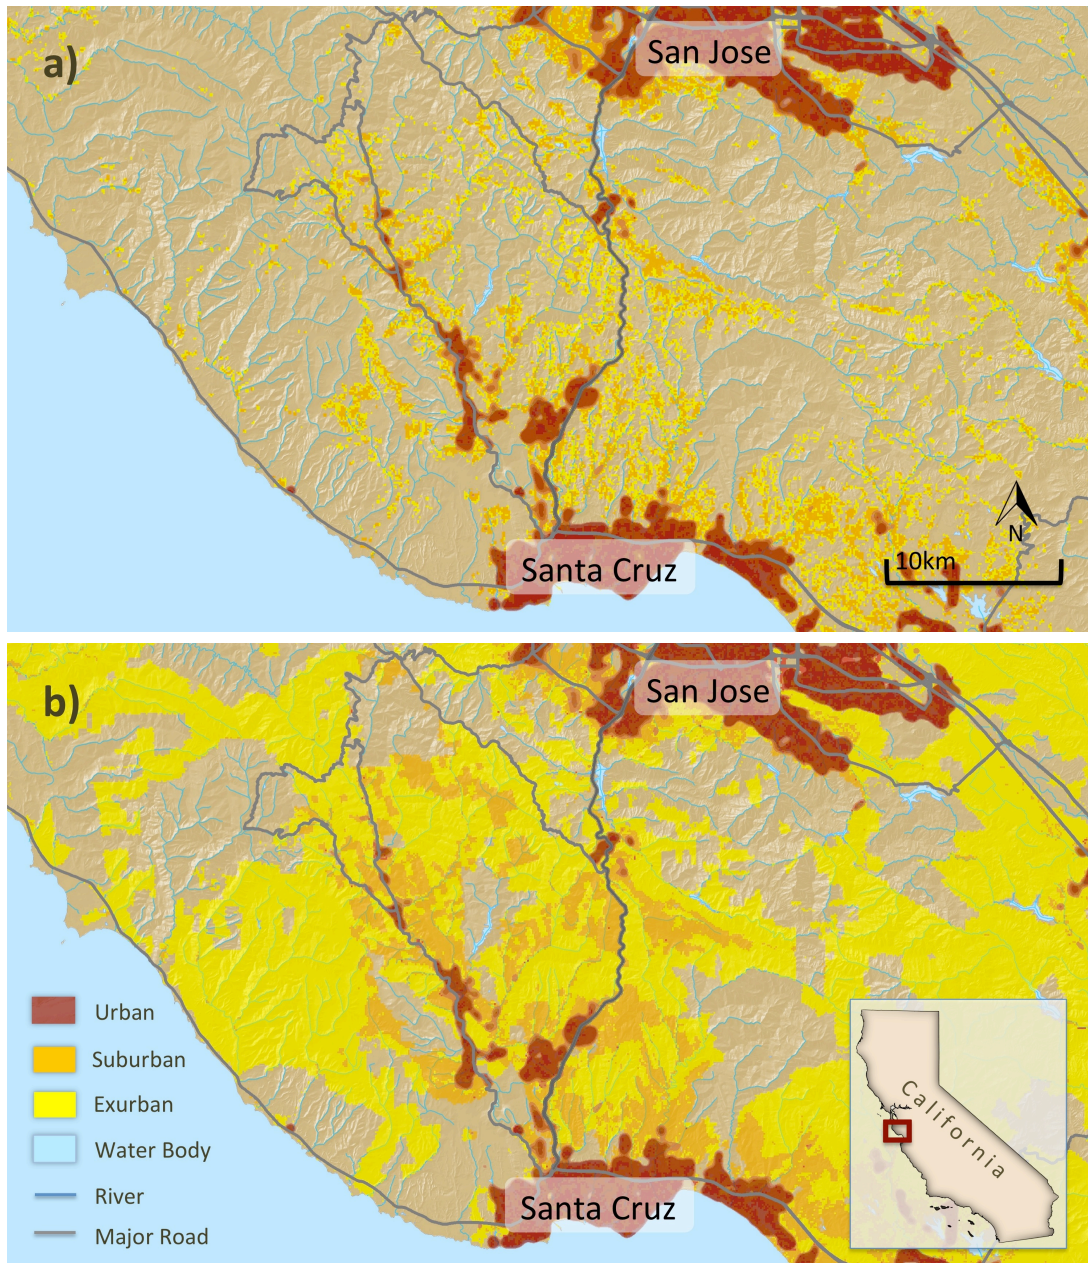 a)
San Jose
N
10km
Santa Cruz
b)
San Jose
Urban
Suburban
Exurban
Water Body
River
Major Road
California
Santa Cruz